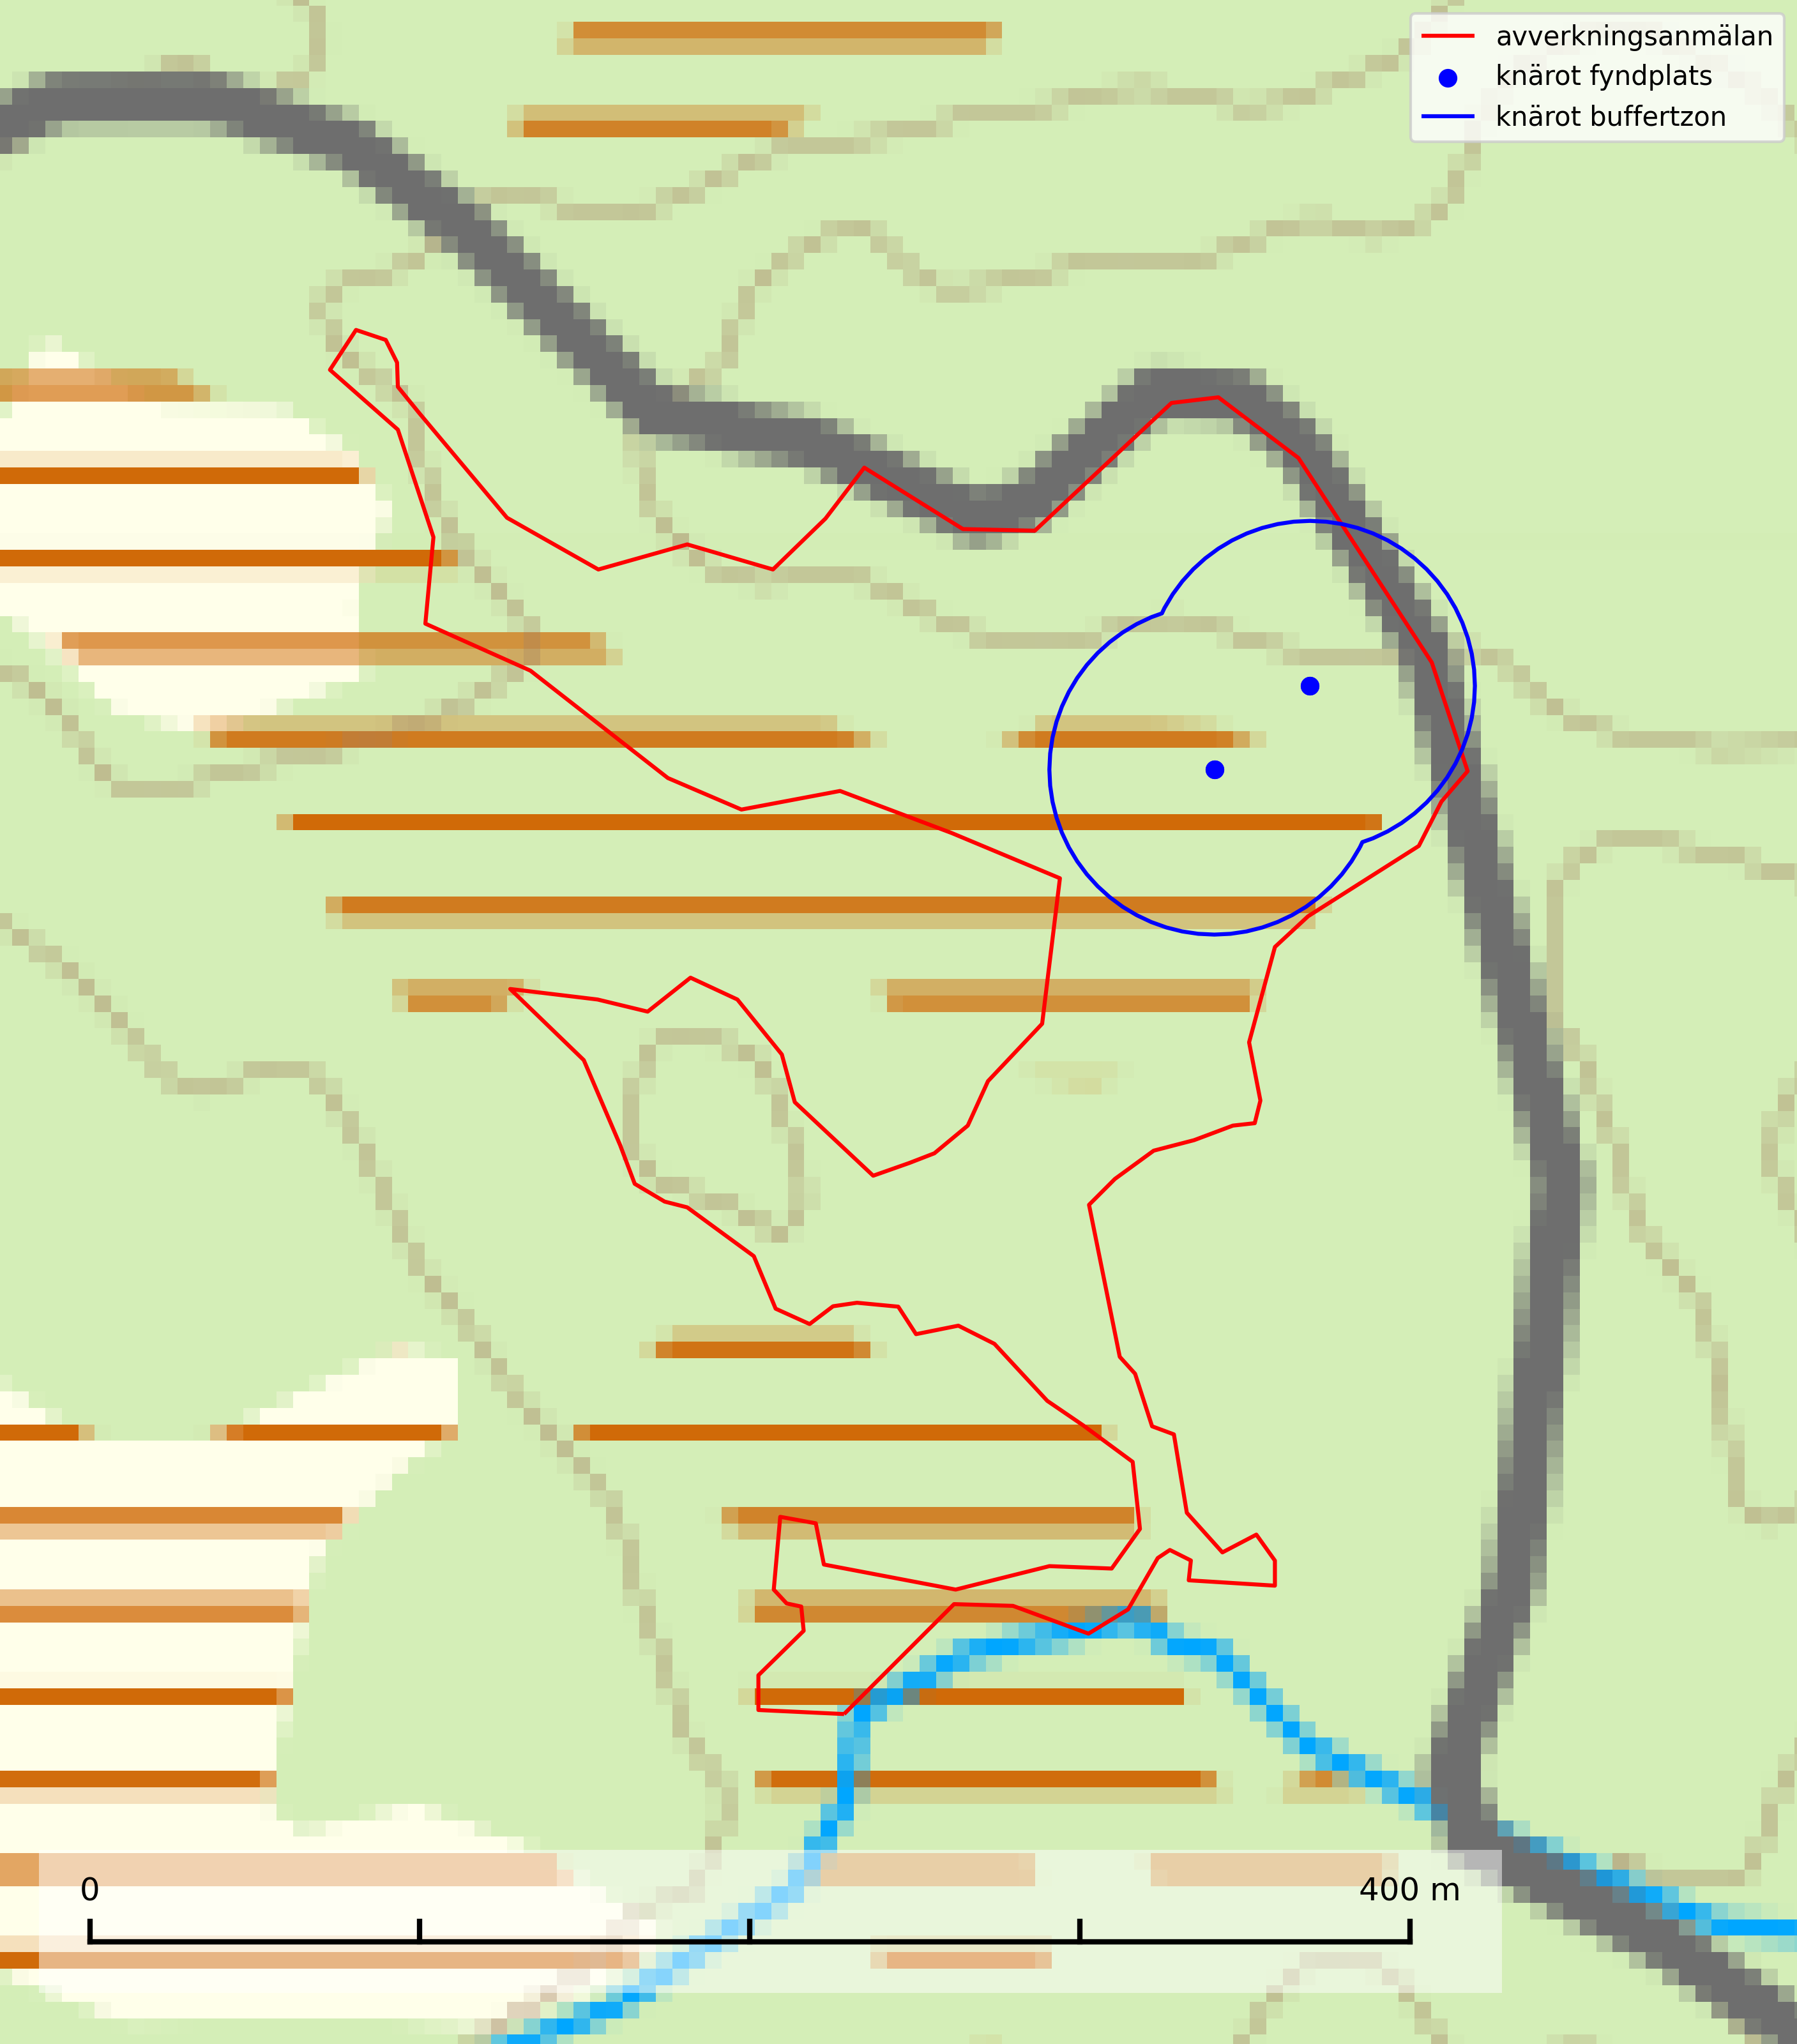 avverkningsanmälan
knärot fyndplats
knärot buffertzon
0
400 m